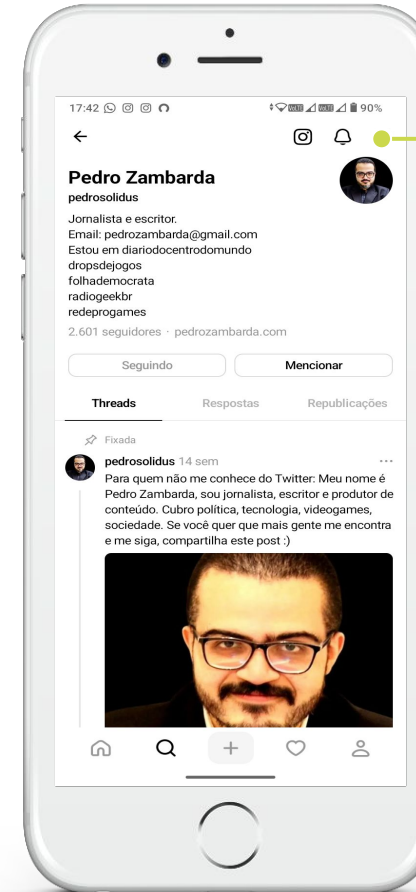 17:42 90%
Pedro Zambarda
pedrosolidus
Jornalista e escritor.
Email: pedrozambarda@gmail.com
Estou em diariodocentrodomundo
dropsdejogos
folhademocrata
radiogeekbr
redeprogames
2.601 seguidores · pedrozambarda.com
Seguindo Mencionar
Threads Respostas Republicações
Fixada
pedrosolidus 14 sem
Para quem não me conhece do Twitter: Meu nome é
Pedro Zambarda, sou jornalista, escritor e produtor de
conteúdo. Cubro política, tecnologia, videogames,
sociedade. Se você quer que mais gente me encontra
e me siga, compartilha este post :)